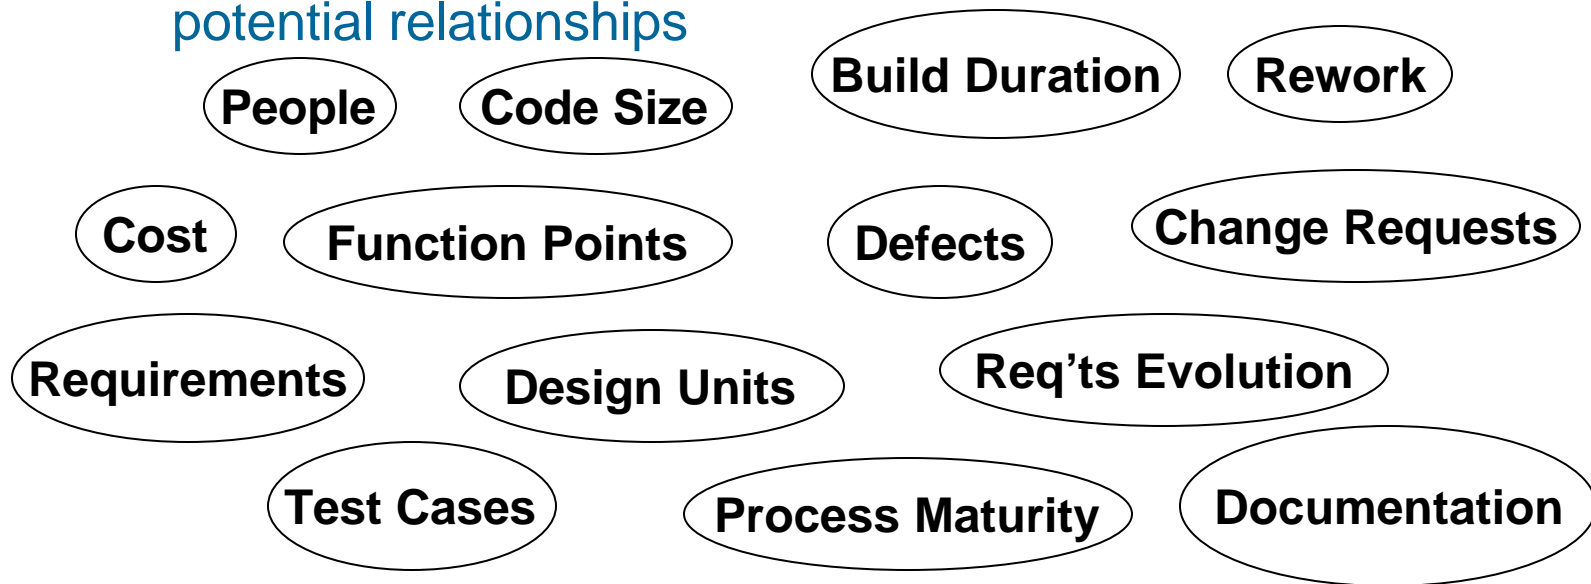 potential relationships
People
Code Size
Build Duration
Rework
Cost
Function Points
Defects
Change Requests
Requirements
Design Units
Req’ts Evolution
Test Cases
Process Maturity
Documentation